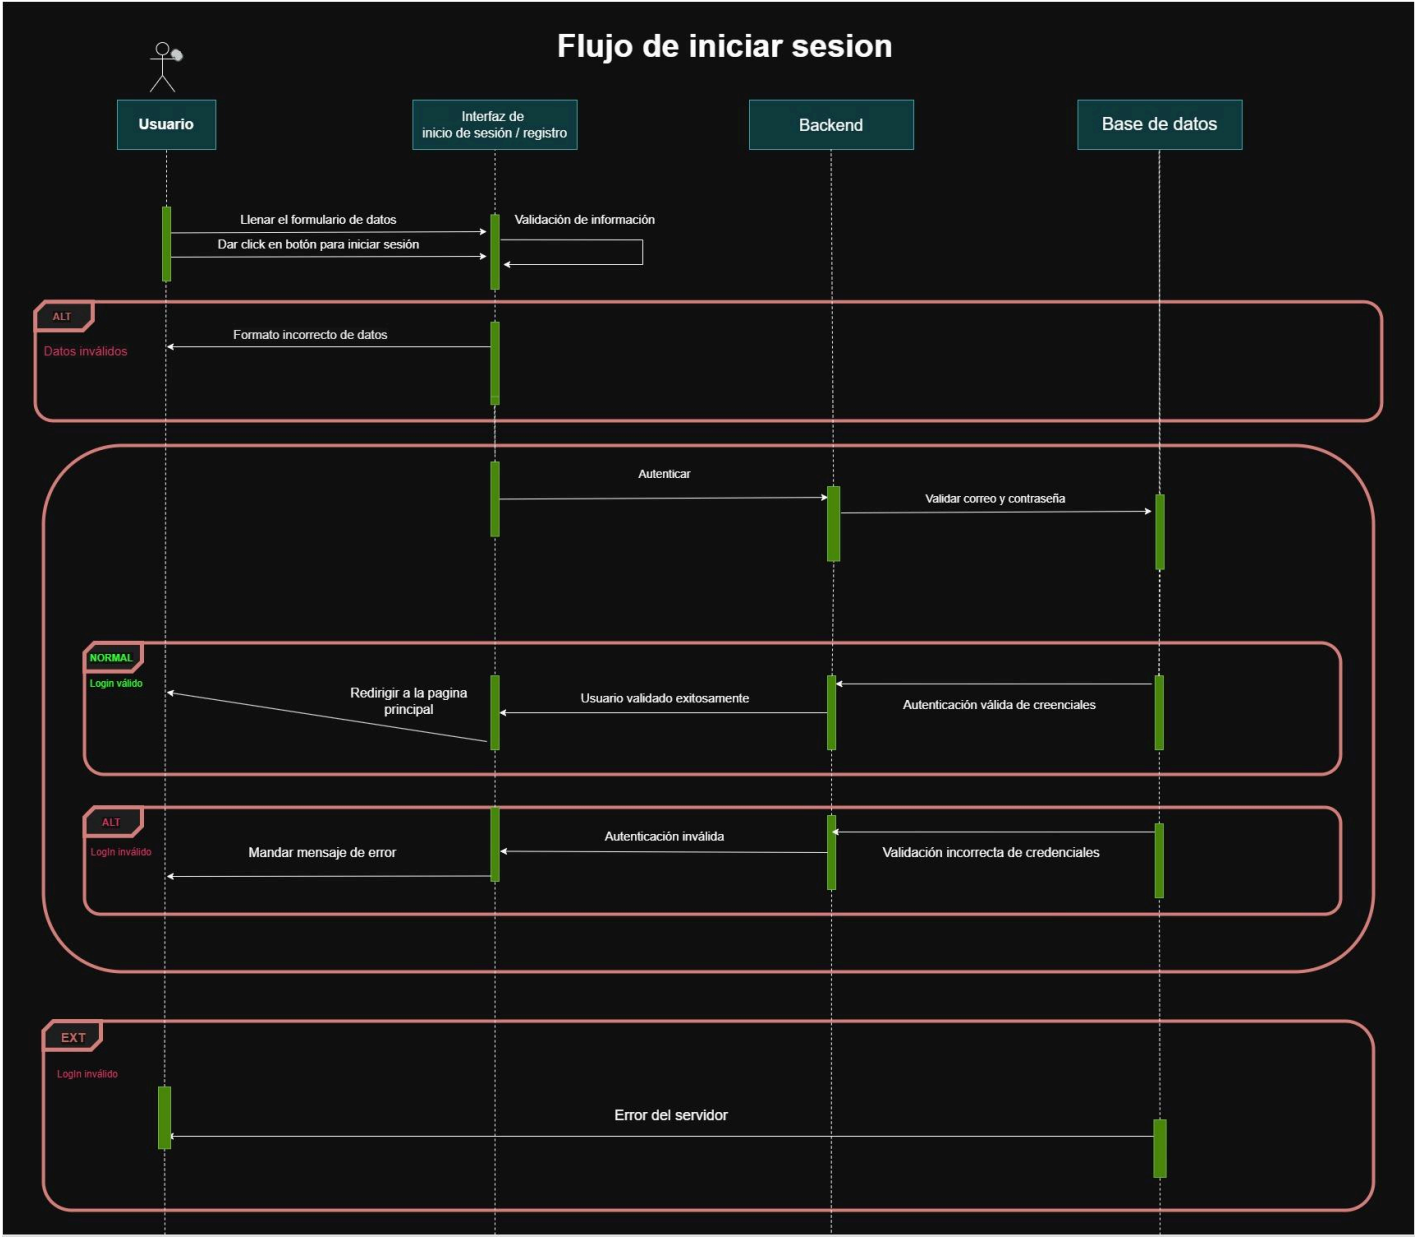 Flujo de iniciar sesion
Usuario
Interfaz de
inicio de sesión / registro
Backend
Base de datos
Llenar el formulario de datos
Validación de información
Dar click en botón para iniciar sesión
ALT
Datos inválidos
Formato incorrecto de datos
Autenticar
Validar correo y contraseña
NORMAL
Login válido
Redirigir a la pagina
principal
Usuario validado exitosamente
Autenticación válida de creenciales
ALT
LogIn inválido
Mandar mensaje de error
Autenticación inválida
Validación incorrecta de credenciales
EXT
LogIn inválido
Error del servidor